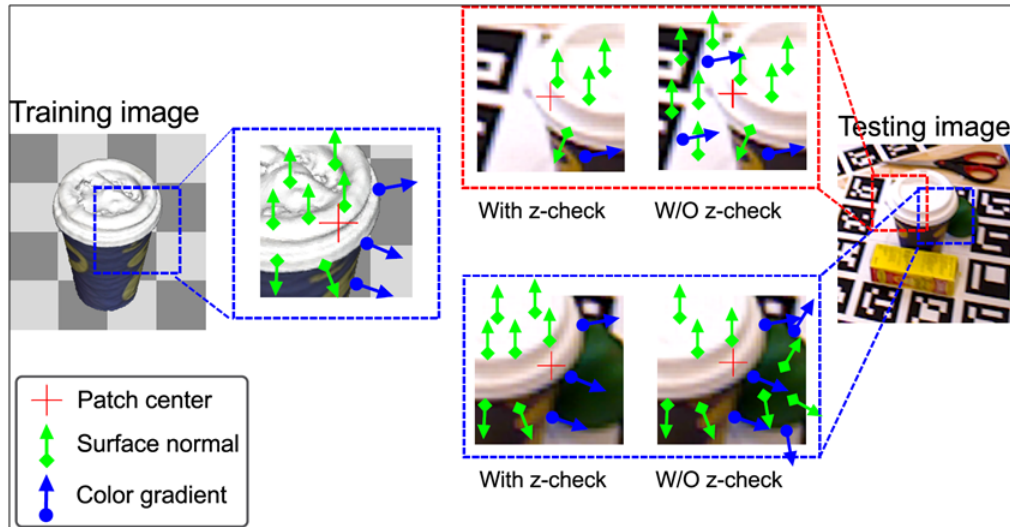 Training image
With z-check
W/O z-check
Testing image
With z-check
W/O z-check
Patch center
Surface normal
Color gradient